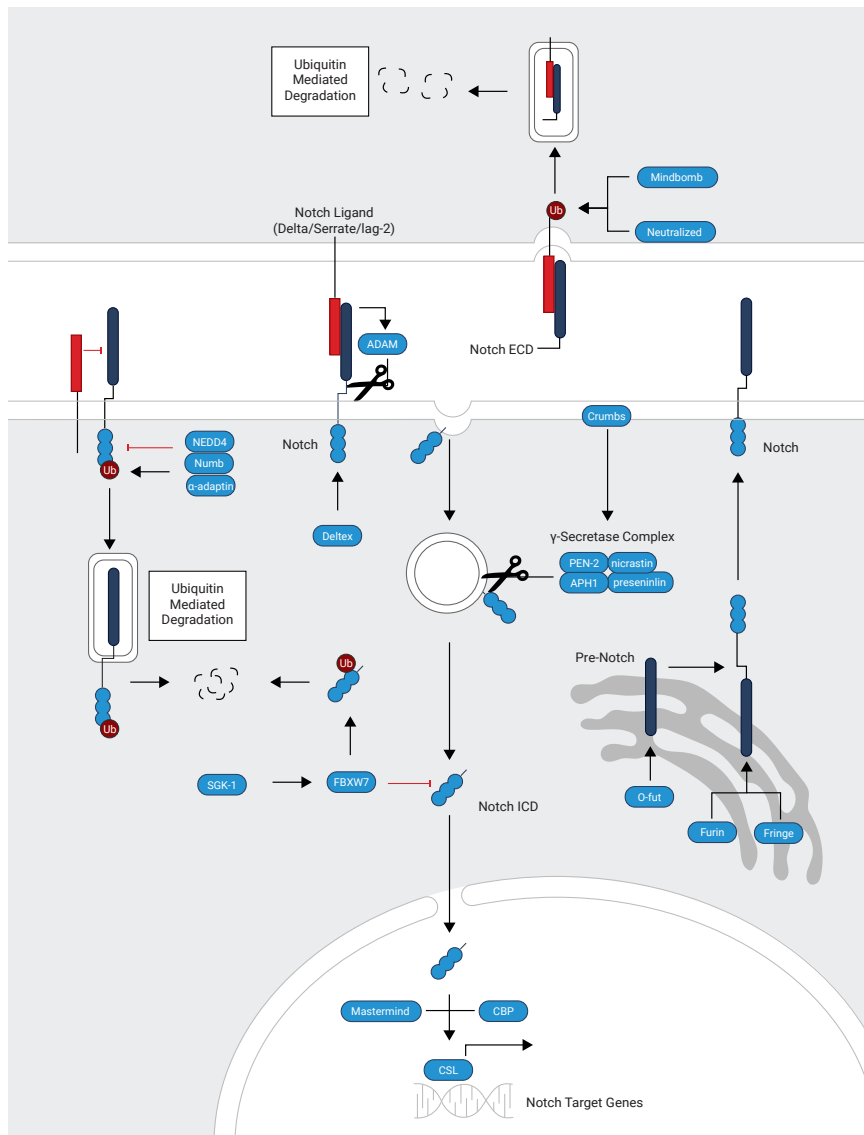 Ubiquitin
Mediated
Degradation
Mindbomb
Ub
Neutralized
Notch Ligand
(Delta/Serrate/lag-2)
ADAM
Notch ECD
Crumbs
NEDD4
Numb
α-adaptin
Ub
Notch
Notch
Deltex
γ-Secretase Complex
PEN-2
nicrastin
APH1
preseninlin
Ubiquitin
Mediated
Degradation
Ub
Pre-Notch
Ub
SGK-1
FBXW7
Notch ICD
O-fut
Furin
Fringe
Mastermind
CBP
CSL
Notch Target Genes